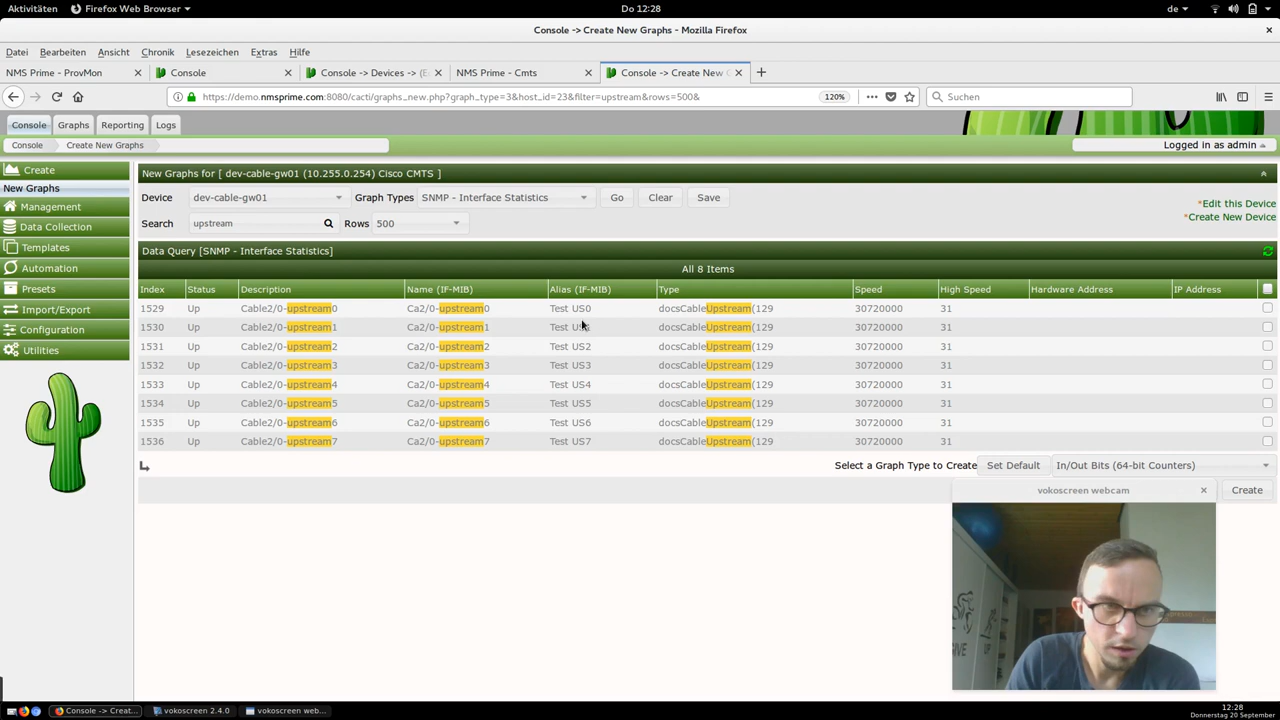 Aktivitäten Firefox Web Browser Do 12:28 de
Console -> Create New Graphs - Mozilla Firefox
Datei Bearbeiten Ansicht Chronik Lesezeichen Extras Hilfe
NMS Prime - ProvMon Console Console -> Devices -> (E NMS Prime - Cmts Console -> Create New G
https://demo.nmsprime.com:8080/cacti/graphs_new.php?graph_type=3&host_id=23&filter=upstream&rows=500& 120% Suchen
Console Graphs Reporting Logs
Console Create New Graphs Logged in as admin
Create
New Graphs
Management
Data Collection
Templates
Automation
Presets
Import/Export
Configuration
Utilities
New Graphs for [ dev-cable-gw01 (10.255.0.254) Cisco CMTS ]
Device dev-cable-gw01 Graph Types SNMP - Interface Statistics Go Clear Save
*Edit this Device
*Create New Device
Search upstream Rows 500
Data Query [SNMP - Interface Statistics]
All 8 Items
Index Status Description Name (IF-MIB) Alias (IF-MIB) Type Speed High Speed Hardware Address IP Address
1529 Up Cable2/0-upstream0 Ca2/0-upstream0 Test US0 docsCableUpstream(129 30720000 31
1530 Up Cable2/0-upstream1 Ca2/0-upstream1 Test docsCableUpstream(129 30720000 31
1531 Up Cable2/0-upstream2 Ca2/0-upstream2 Test US2 docsCableUpstream(129 30720000 31
1532 Up Cable2/0-upstream3 Ca2/0-upstream3 Test US3 docsCableUpstream(129 30720000 31
1533 Up Cable2/0-upstream4 Ca2/0-upstream4 Test US4 docsCableUpstream(129 30720000 31
1534 Up Cable2/0-upstream5 Ca2/0-upstream5 Test US5 docsCableUpstream(129 30720000 31
1535 Up Cable2/0-upstream6 Ca2/0-upstream6 Test US6 docsCableUpstream(129 30720000 31
1536 Up Cable2/0-upstream7 Ca2/0-upstream7 Test US7 docsCableUpstream(129 30720000 31
Select a Graph Type to Create Set Default In/Out Bits (64-bit Counters)
vokoscreen webcam
Create
Console -> Creat... vokoscreen 2.4.0 vokoscreen web...
12:28
Donnerstag 20 September